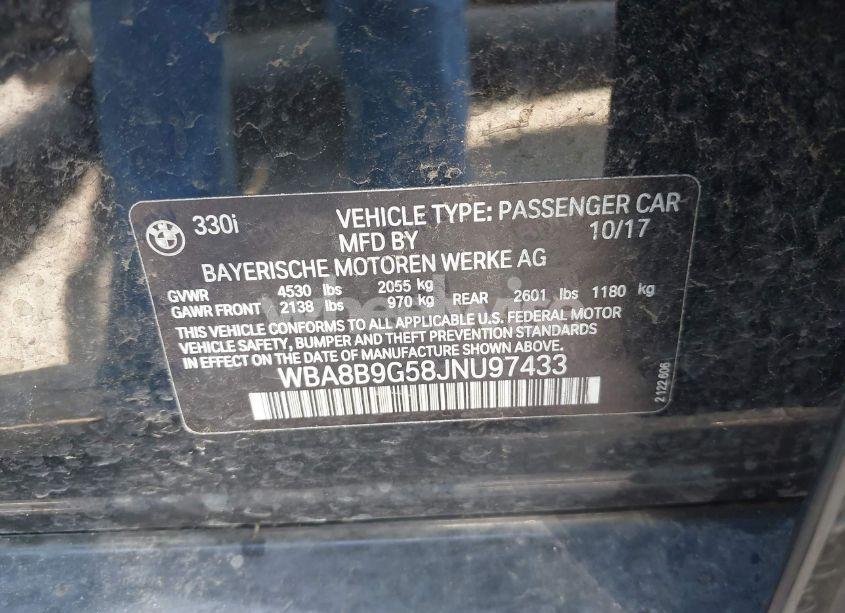 330i VEHICLE TYPE: PASSENGER CAR
MFD BY 10/17
BAYERISCHE MOTOREN WERKE AG
GVWR 4530 lbs 2055 kg
GAWR FRONT 2138 lbs 970 kg REAR 2601 lbs 1180 kg
THIS VEHICLE CONFORMS TO ALL APPLICABLE U.S. FEDERAL MOTOR
VEHICLE SAFETY, BUMPER AND THEFT PREVENTION STANDARDS
IN EFFECT ON THE DATE OF MANUFACTURE SHOWN ABOVE.
WBA8B9G58JNU97433
2 122 606